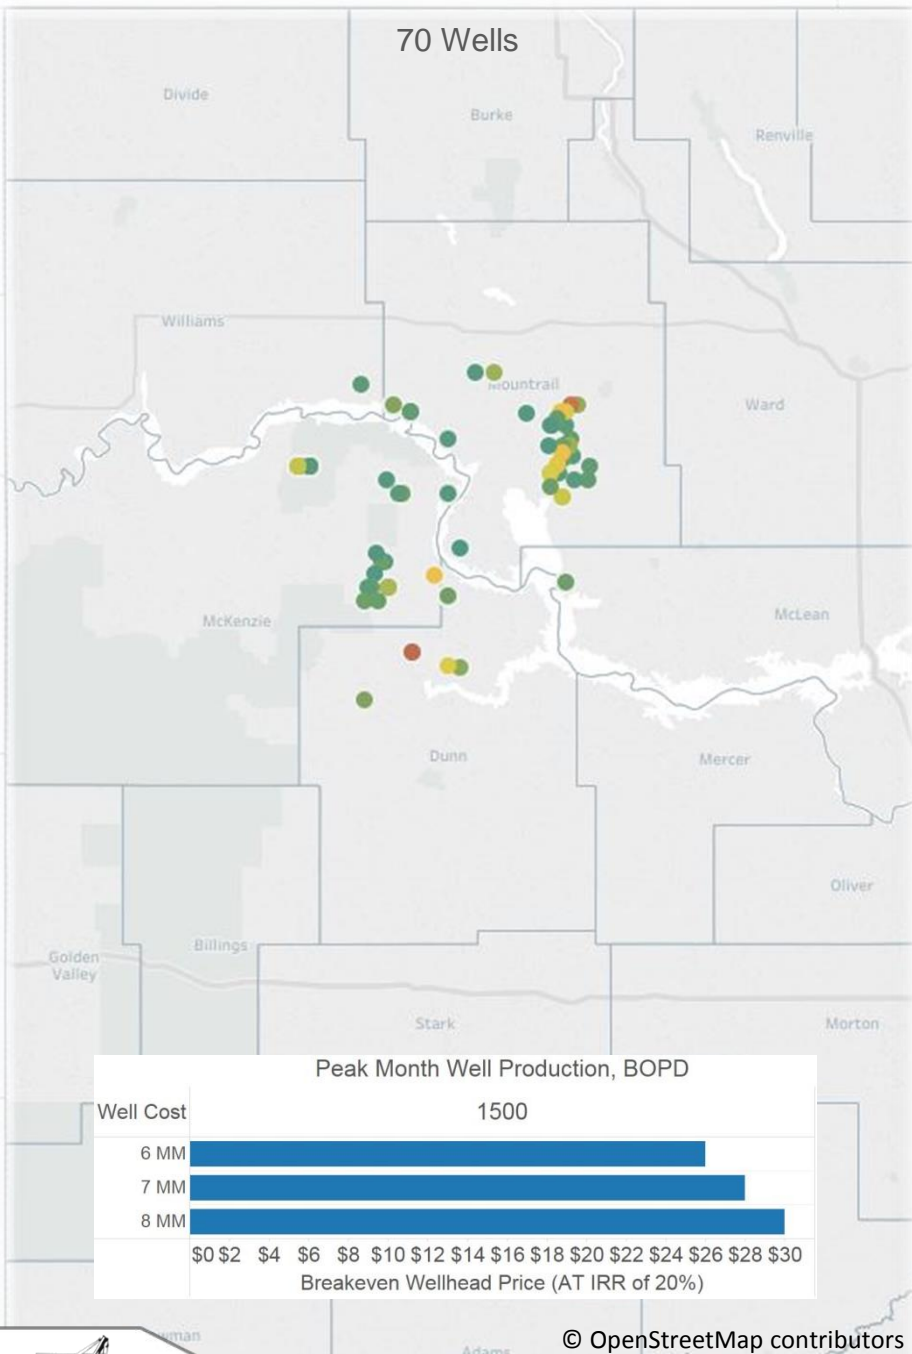 70 Wells
Divide
Burke
Renville
Williams
Mountrail
Ward
McKenzie
McLean
Dunn
Mercer
Oliver
Billings
Golden
Valley
Stark
Morton
Peak Month Well Production, BOPD
Well Cost 1500
6 MM
7 MM
8 MM
$0 $2 $4 $6 $8 $10 $12 $14 $16 $18 $20 $22 $24 $26 $28 $30
Breakeven Wellhead Price (AT IRR of 20%)
© OpenStreetMap contributors
Adams